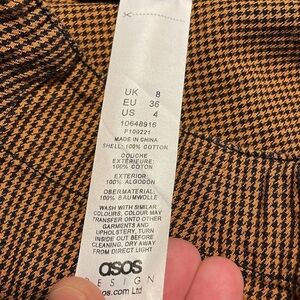 UK 8
EU 36
US 4
10648916
F100221
MADE IN CHINA
SHELL: 100% COTTON
COUCHE
EXTÉRIEURE:
100% COTON
EXTERIOR:
100% ALGODÓN
OBERMATERIAL:
100% BAUMWOLLE
WASH WITH SIMILAR
COLOURS, COLOUR MAY
TRANSFER ONTO OTHER
GARMENTS AND
UPHOLSTERY, TURN
INSIDE OUT BEFORE
CLEANING, DRY AWAY
FROM DIRECT LIGHT
asos
DESIGN
os.com Ltd